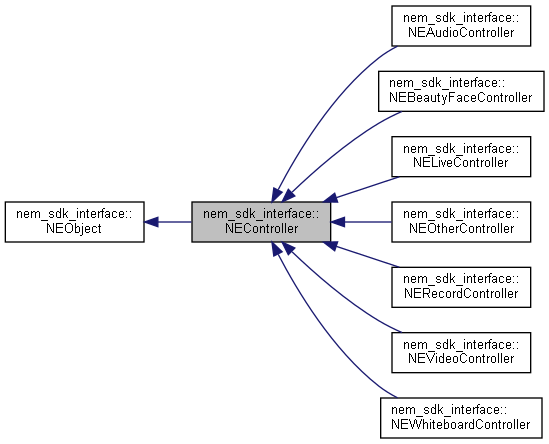 nem_sdk_interface::
NEObject
nem_sdk_interface::
NEController
nem_sdk_interface::
NEAudioController
nem_sdk_interface::
NEBeautyFaceController
nem_sdk_interface::
NELiveController
nem_sdk_interface::
NEOtherController
nem_sdk_interface::
NERecordController
nem_sdk_interface::
NEVideoController
nem_sdk_interface::
NEWhiteboardController